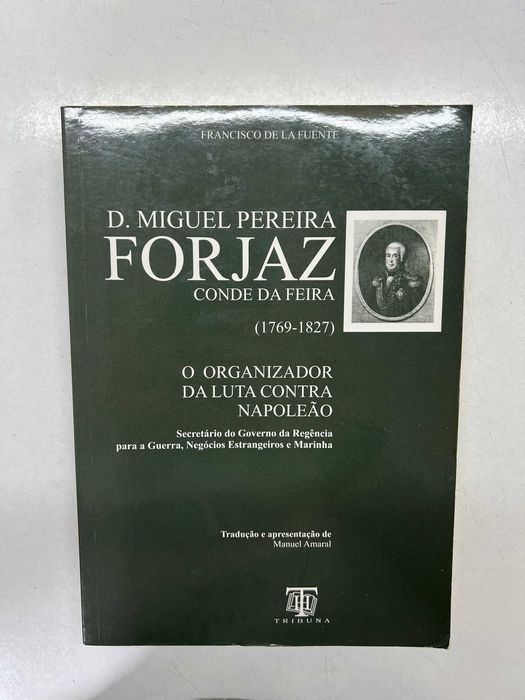 FRANCISCO DE LA FUENTE
D. MIGUEL PEREIRA
FORJAZ
CONDE DA FEIRA
(1769-1827)
O ORGANIZADOR
DA LUTA CONTRA
NAPOLEÃO
Secretário do Governo da Regência
para a Guerra, Negócios Estrangeiros e Marinha
Tradução e apresentação de
Manuel Amaral
TRIBUNA